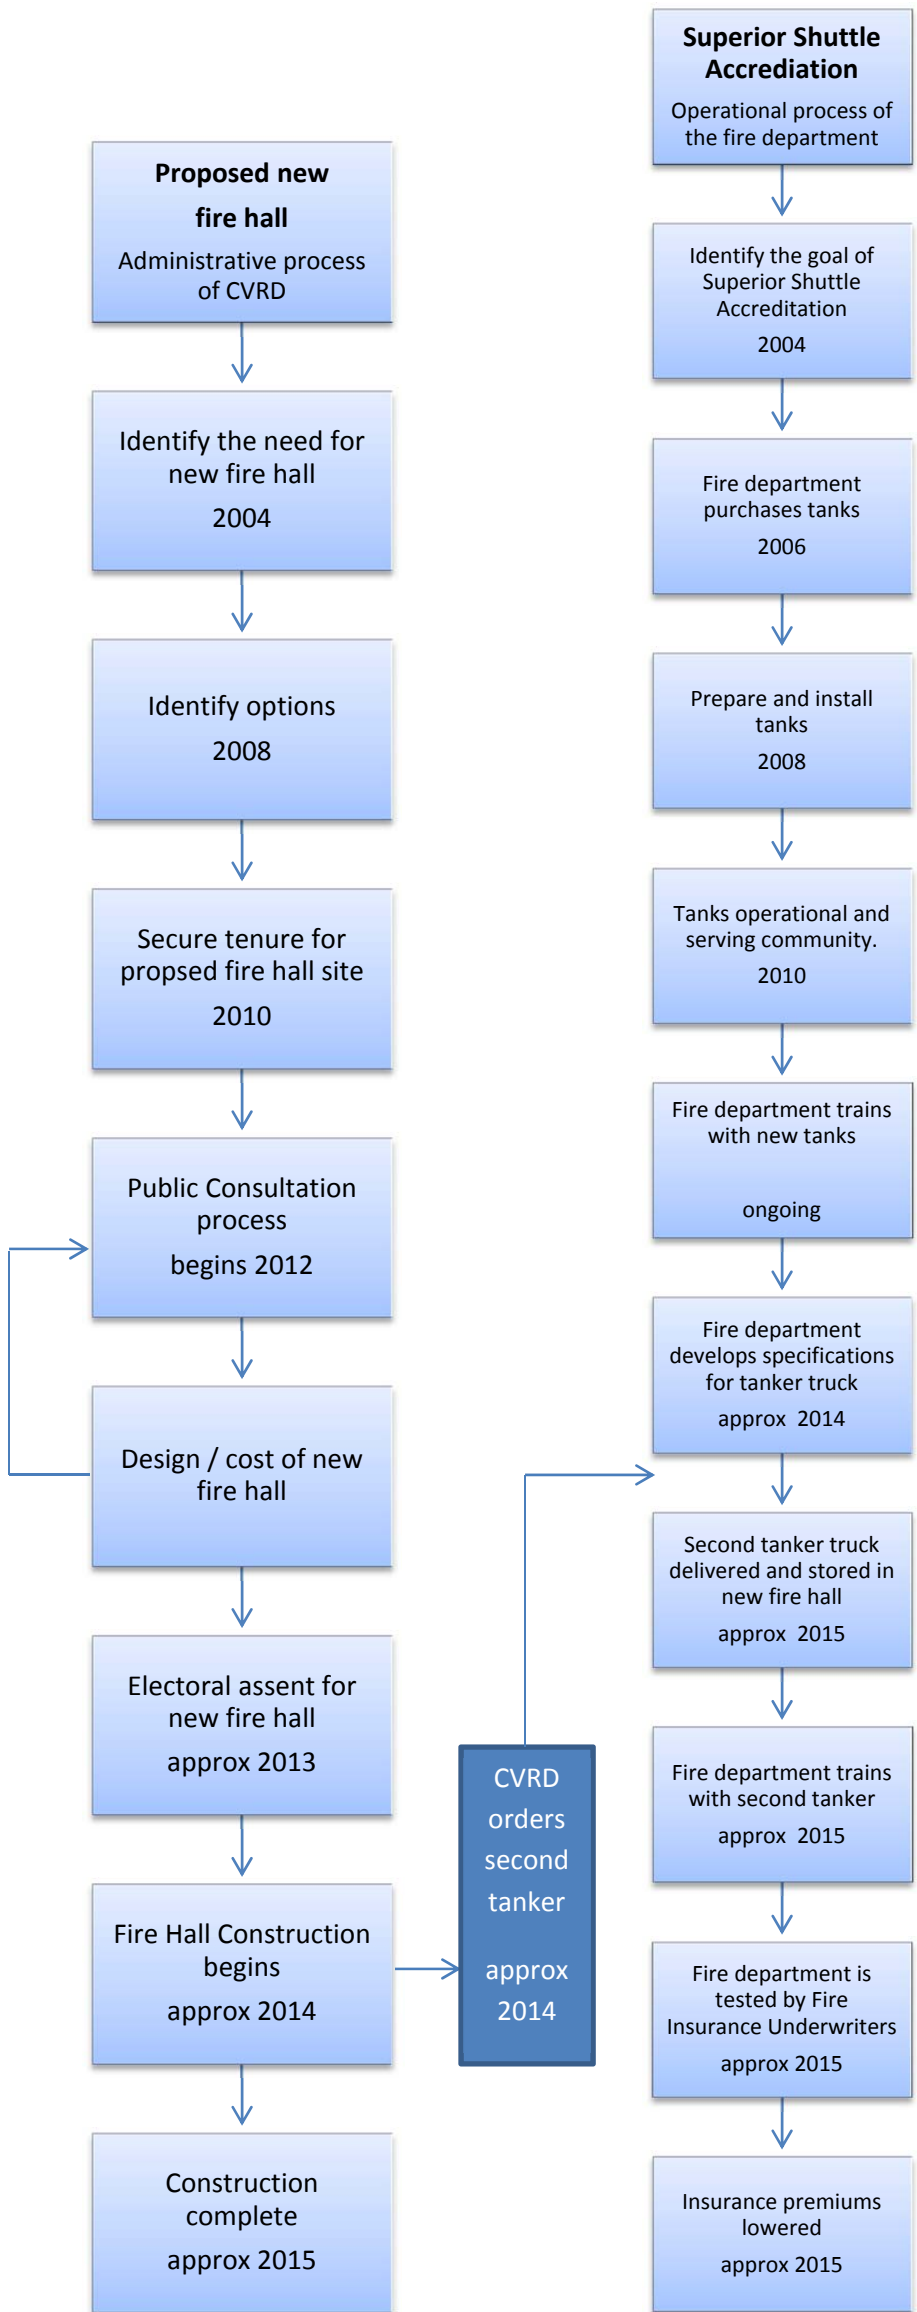 Proposed new
fire hall
Administrative process
of CVRD
Identify the need for
new fire hall
2004
Identify options
2008
Secure tenure for
propsed fire hall site
2010
Public Consultation
process
begins 2012
Design / cost of new
fire hall
Electoral assent for
new fire hall
approx 2013
Fire Hall Construction
begins
approx 2014
Construction
complete
approx 2015
CVRD
orders
second
tanker
approx
2014
Superior Shuttle
Accrediation
Operational process of
the fire department
Identify the goal of
Superior Shuttle
Accreditation
2004
Fire department
purchases tanks
2006
Prepare and install
tanks
2008
Tanks operational and
serving community.
2010
Fire department trains
with new tanks
ongoing
Fire department
develops specifications
for tanker truck
approx 2014
Second tanker truck
delivered and stored in
new fire hall
approx 2015
Fire department trains
with second tanker
approx 2015
Fire department is
tested by Fire
Insurance Underwriters
approx 2015
Insurance premiums
lowered
approx 2015